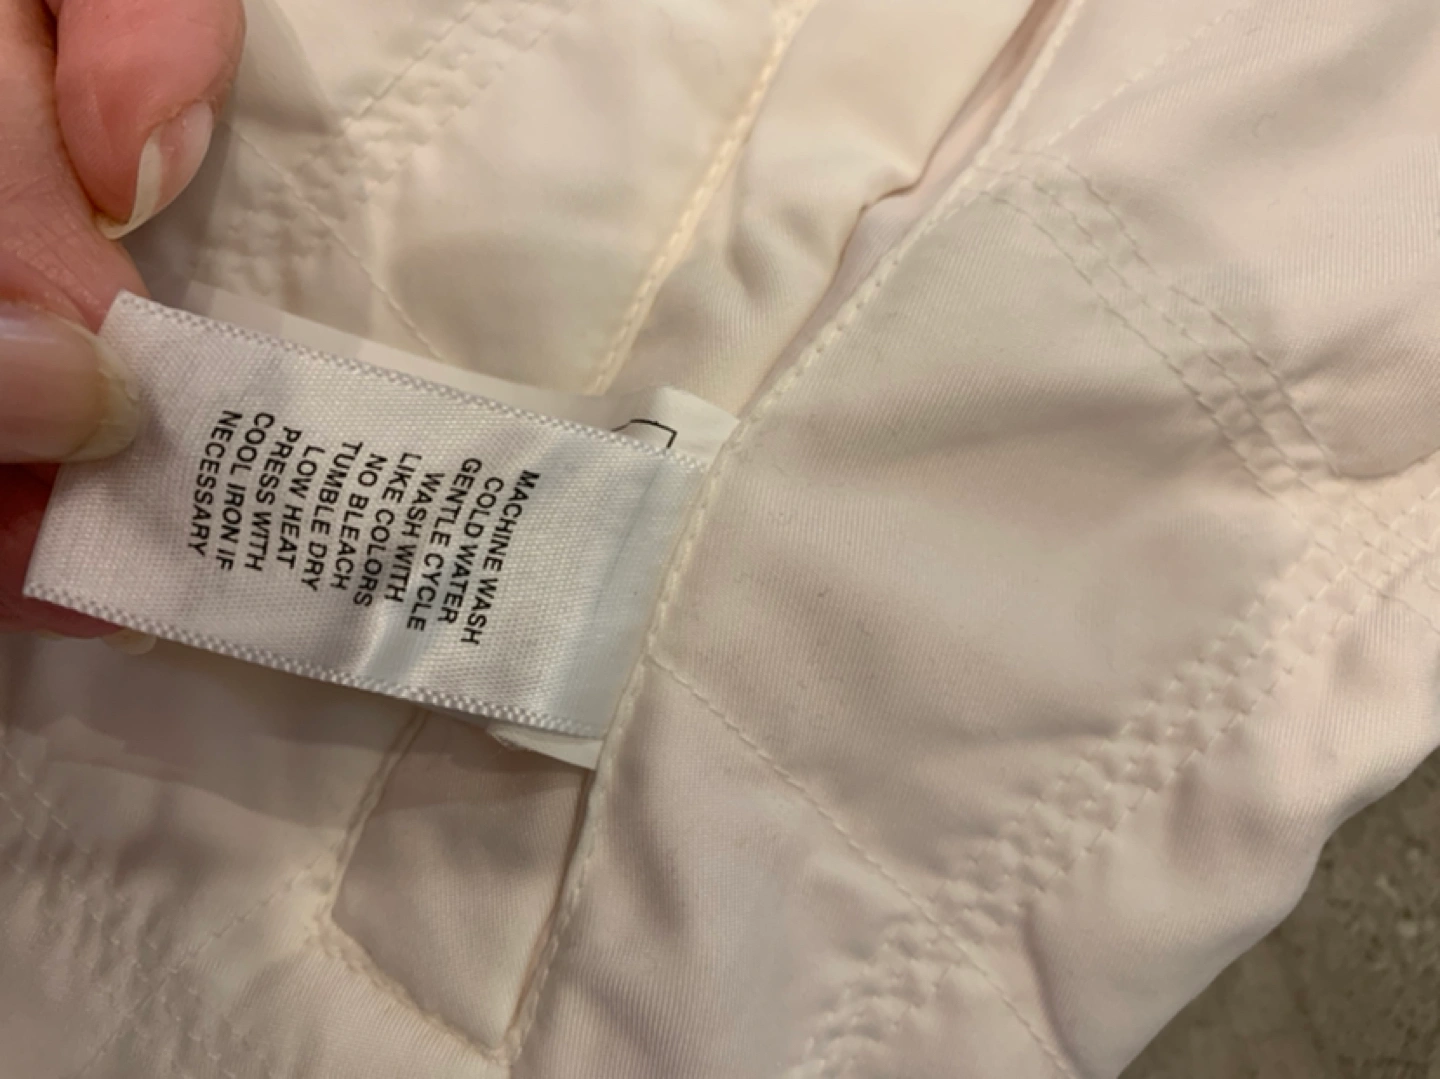 MACHINE WASH
COLD WATER
GENTLE CYCLE
WASH WITH
LIKE COLORS
NO BLEACH
TUMBLE DRY
LOW HEAT
PRESS WITH
COOL IRON IF
NECESSARY